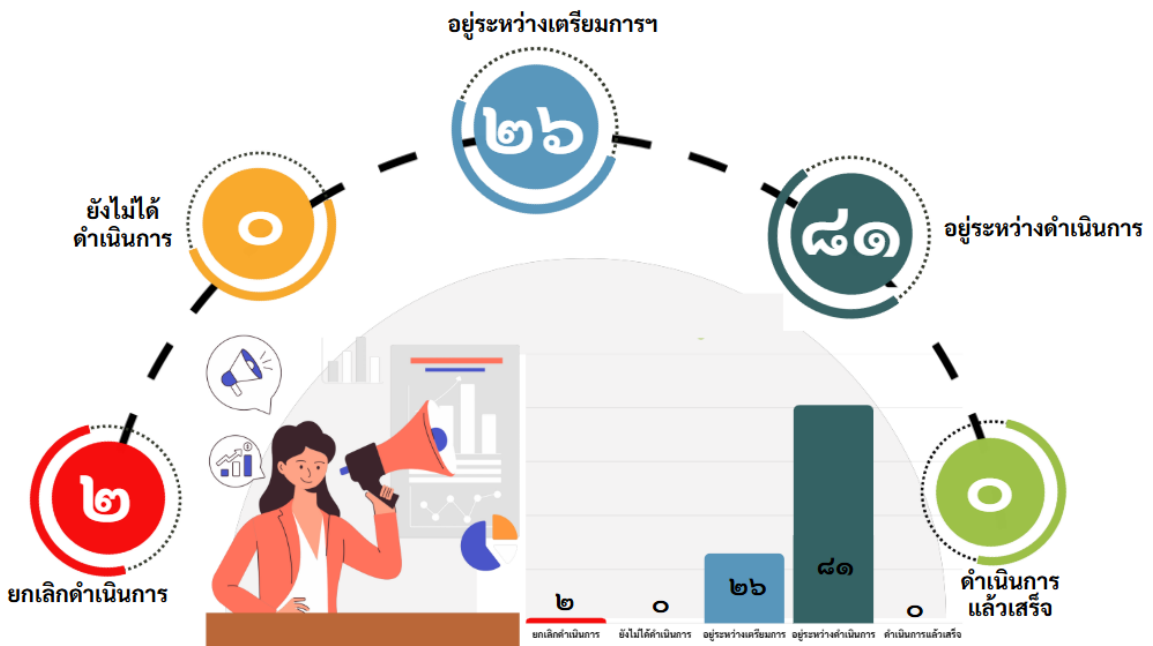 อยู่ระหว่างเตรียมการฯ
๒๖
ยังไม่ได้
ดำเนินการ
๐
๘๑
อยู่ระหว่างดำเนินการ
๒
ยกเลิกดำเนินการ
๐
ดำเนินการ
แล้วเสร็จ
๒
๐
๒๖
๘๑
๐
ยกเลิกดำเนินการ
ยังไม่ได้ดำเนินการ
อยู่ระหว่างเตรียมการ
อยู่ระหว่างดำเนินการ
ดำเนินการแล้วเสร็จ